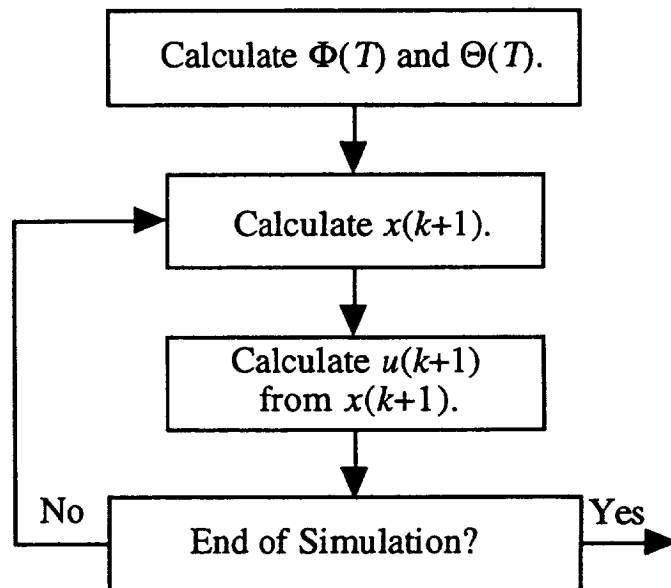 Calculate Φ(T) and Θ(T).
Calculate x(k+1).
Calculate u(k+1)
from x(k+1).
No
End of Simulation?
Yes